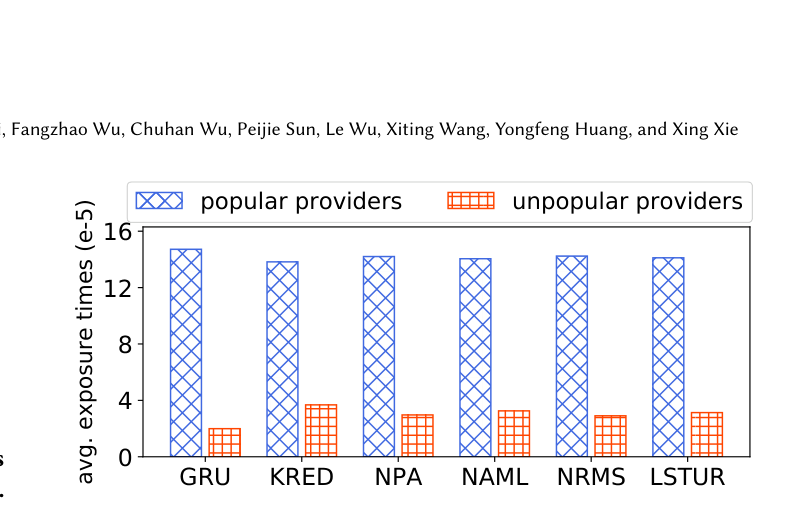 , Fangzhao Wu, Chuhan Wu, Peijie Sun, Le Wu, Xiting Wang, Yongfeng Huang, and Xing Xie
popular providers unpopular providers
avg. exposure times (e-5)
16
12
8
4
0
GRU KRED NPA NAML NRMS LSTUR
s
.